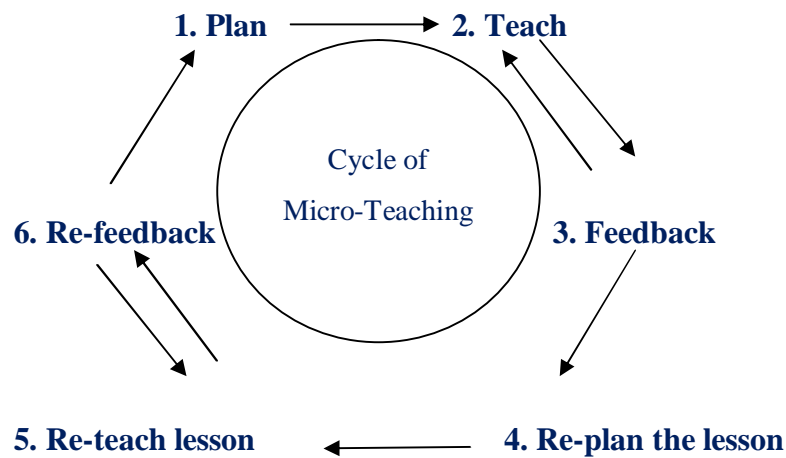 1. Plan
2. Teach
Cycle of
Micro-Teaching
6. Re-feedback
3. Feedback
5. Re-teach lesson
4. Re-plan the lesson